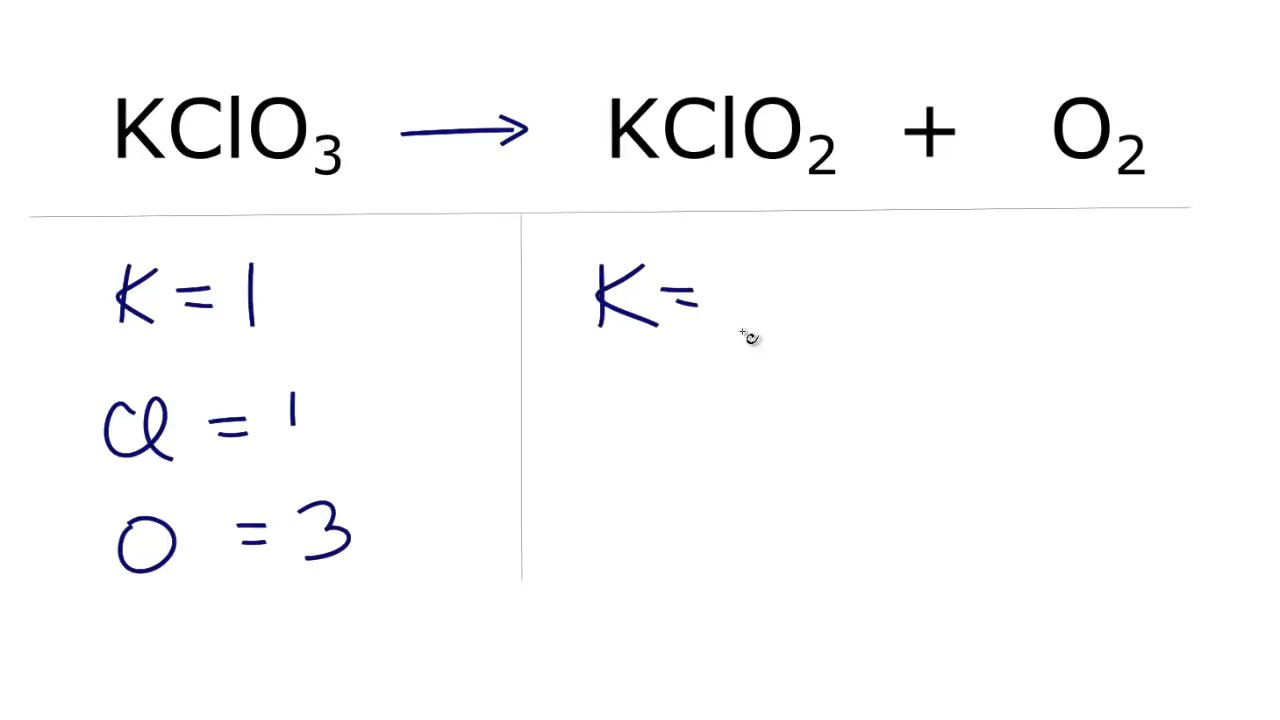 KClO₃ → KClO₂ + O₂
K = 1
K =
Cl = 1
O = 3